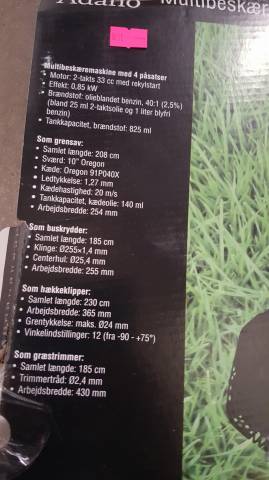 Adano Multibeskær
Multibeskæremaskine med 4 påsatser
• Motor: 2-takts 33 cc med rekylstart
• Effekt: 0,85 kW
• Brændstof: olieblandet benzin, 40:1 (2,5%)
(bland 25 ml 2-taktsolie og 1 liter blyfri
benzin)
• Tankkapacitet, brændstof: 825 ml
Som grensav:
• Samlet længde: 208 cm
• Sværd: 10" Oregon
• Kæde: Oregon 91P040X
• Ledtykkelse: 1,27 mm
• Kædehastighed: 20 m/s
• Tankkapacitet, kædeolie: 140 ml
• Arbejdsbredde: 254 mm
Som buskrydder:
• Samlet længde: 185 cm
• Klinge: Ø255×1,4 mm
• Centerhul: Ø25,4 mm
• Arbejdsbredde: 255 mm
Som hækkeklipper:
• Samlet længde: 230 cm
• Arbejdsbredde: 365 mm
• Grentykkelse: maks. Ø24 mm
• Vinkelindstillinger: 12 (fra -90 - +75°)
Som græstrimmer:
• Samlet længde: 185 cm
• Trimmertråd: Ø2,4 mm
• Arbejdsbredde: 430 mm